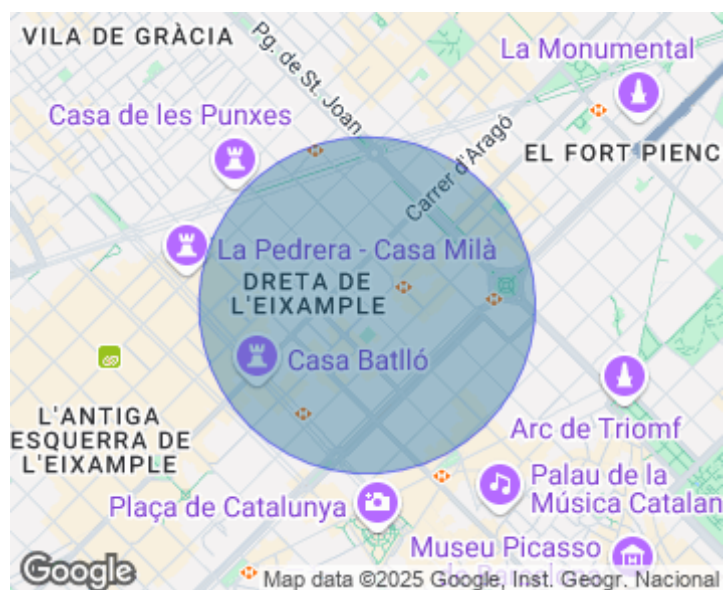 VILA DE GRÀCIA
Pg. de St. Joan
La Monumental
Casa de les Punxes
Carrer d'Aragó
EL FORT PIENC
La Pedrera - Casa Milà
DRETA DE
L'EIXAMPLE
Casa Batlló
L'ANTIGA
ESQUERRA DE
L'EIXAMPLE
Arc de Triomf
Plaça de Catalunya
Palau de la
Música Catalan
Museu Picasso
Google
Map data ©2025 Google, Inst. Geogr. Nacional